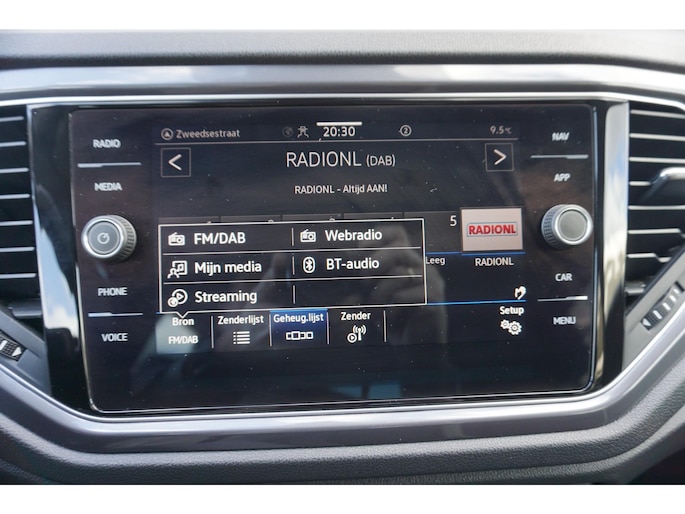 RADIO
MEDIA
PHONE
VOICE
Zweedsestraat
20:30
2
9.5°C
RADIONL (DAB)
RADIONL - Altijd AAN!
5
RADIONL
Leeg
RADIONL
FM/DAB
Webradio
Mijn media
BT-audio
Streaming
Bron
FM/DAB
Zenderlijst
Geheug.lijst
Zender
Setup
NAV
APP
CAR
MENU